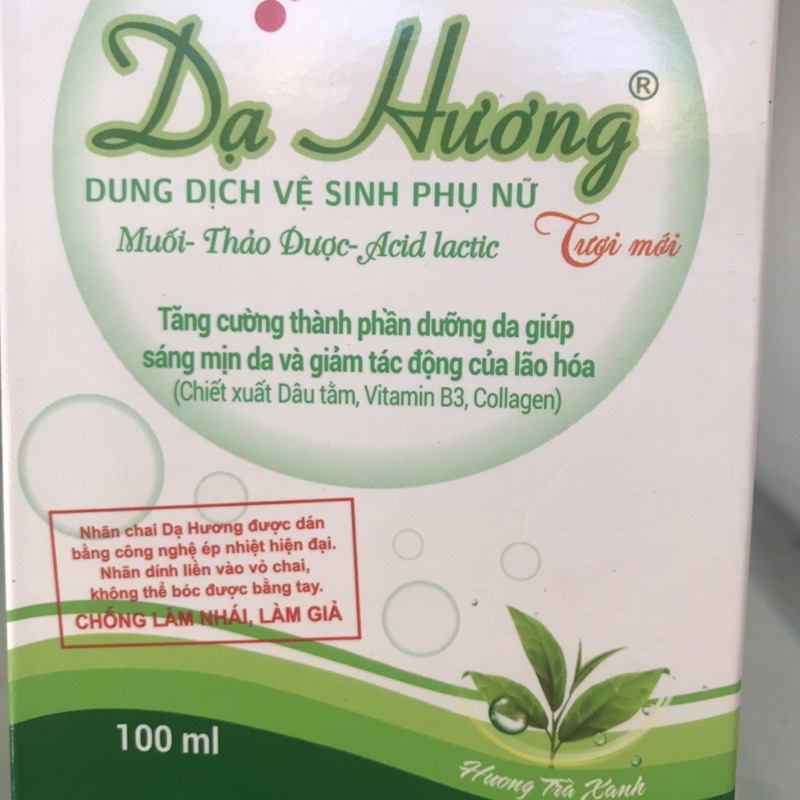 Dạ Hương®
DUNG DỊCH VỆ SINH PHỤ NỮ
Muối- Thảo Dược-Acid lactic
Tươi mới
Tăng cường thành phần dưỡng da giúp
sáng mịn da và giảm tác động của lão hóa
(Chiết xuất Dâu tằm, Vitamin B3, Collagen)
Nhãn chai Dạ Hương được dán
bằng công nghệ ép nhiệt hiện đại.
Nhãn dính liền vào vỏ chai,
không thể bóc được bằng tay.
CHỐNG LÀM NHÁI, LÀM GIẢ
100 ml
Hương Trà Xanh